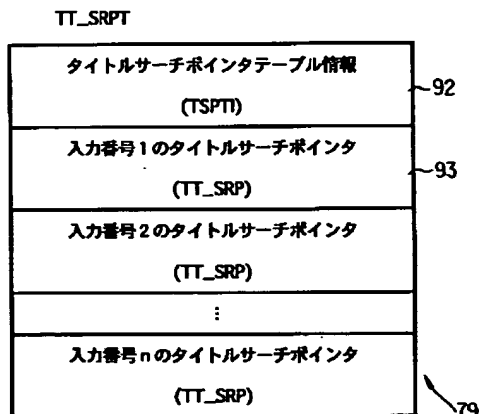 TT_SRPT
タイトルサーチポインタテーブル情報
(TSPTI)
92
入力番号1のタイトルサーチポインタ
(TT_SRP)
93
入力番号2のタイトルサーチポインタ
(TT_SRP)
⋮
入力番号nのタイトルサーチポインタ
(TT_SRP)
79